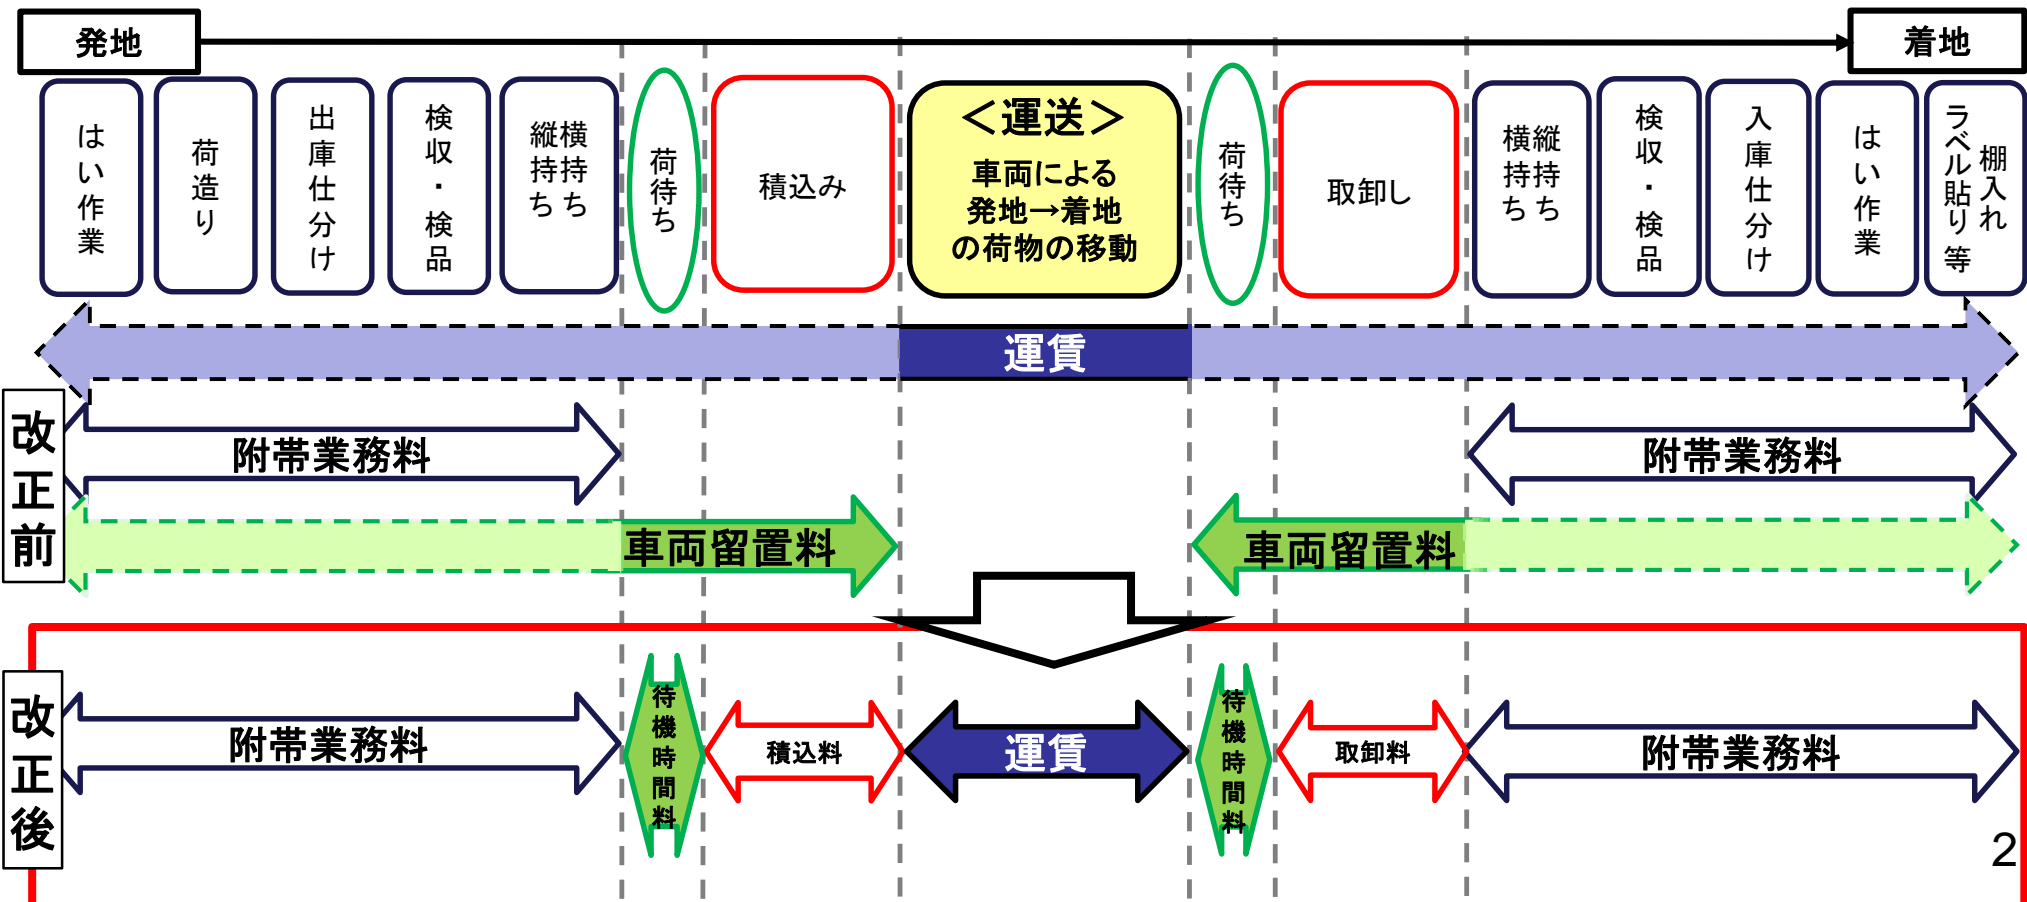 発地
着地
はい作業
荷造り
出庫仕分け
検収・検品
横持ち
縦持ち
荷待ち
積込み
＜運送＞
車両による
発地→着地
の荷物の移動
荷待ち
取卸し
縦持ち
横持ち
検収・検品
入庫仕分け
はい作業
棚入れ
ラベル貼り等
運賃
改正前
附帯業務料
附帯業務料
車両留置料
車両留置料
改正後
附帯業務料
待機時間料
積込料
運賃
待機時間料
取卸料
附帯業務料
2